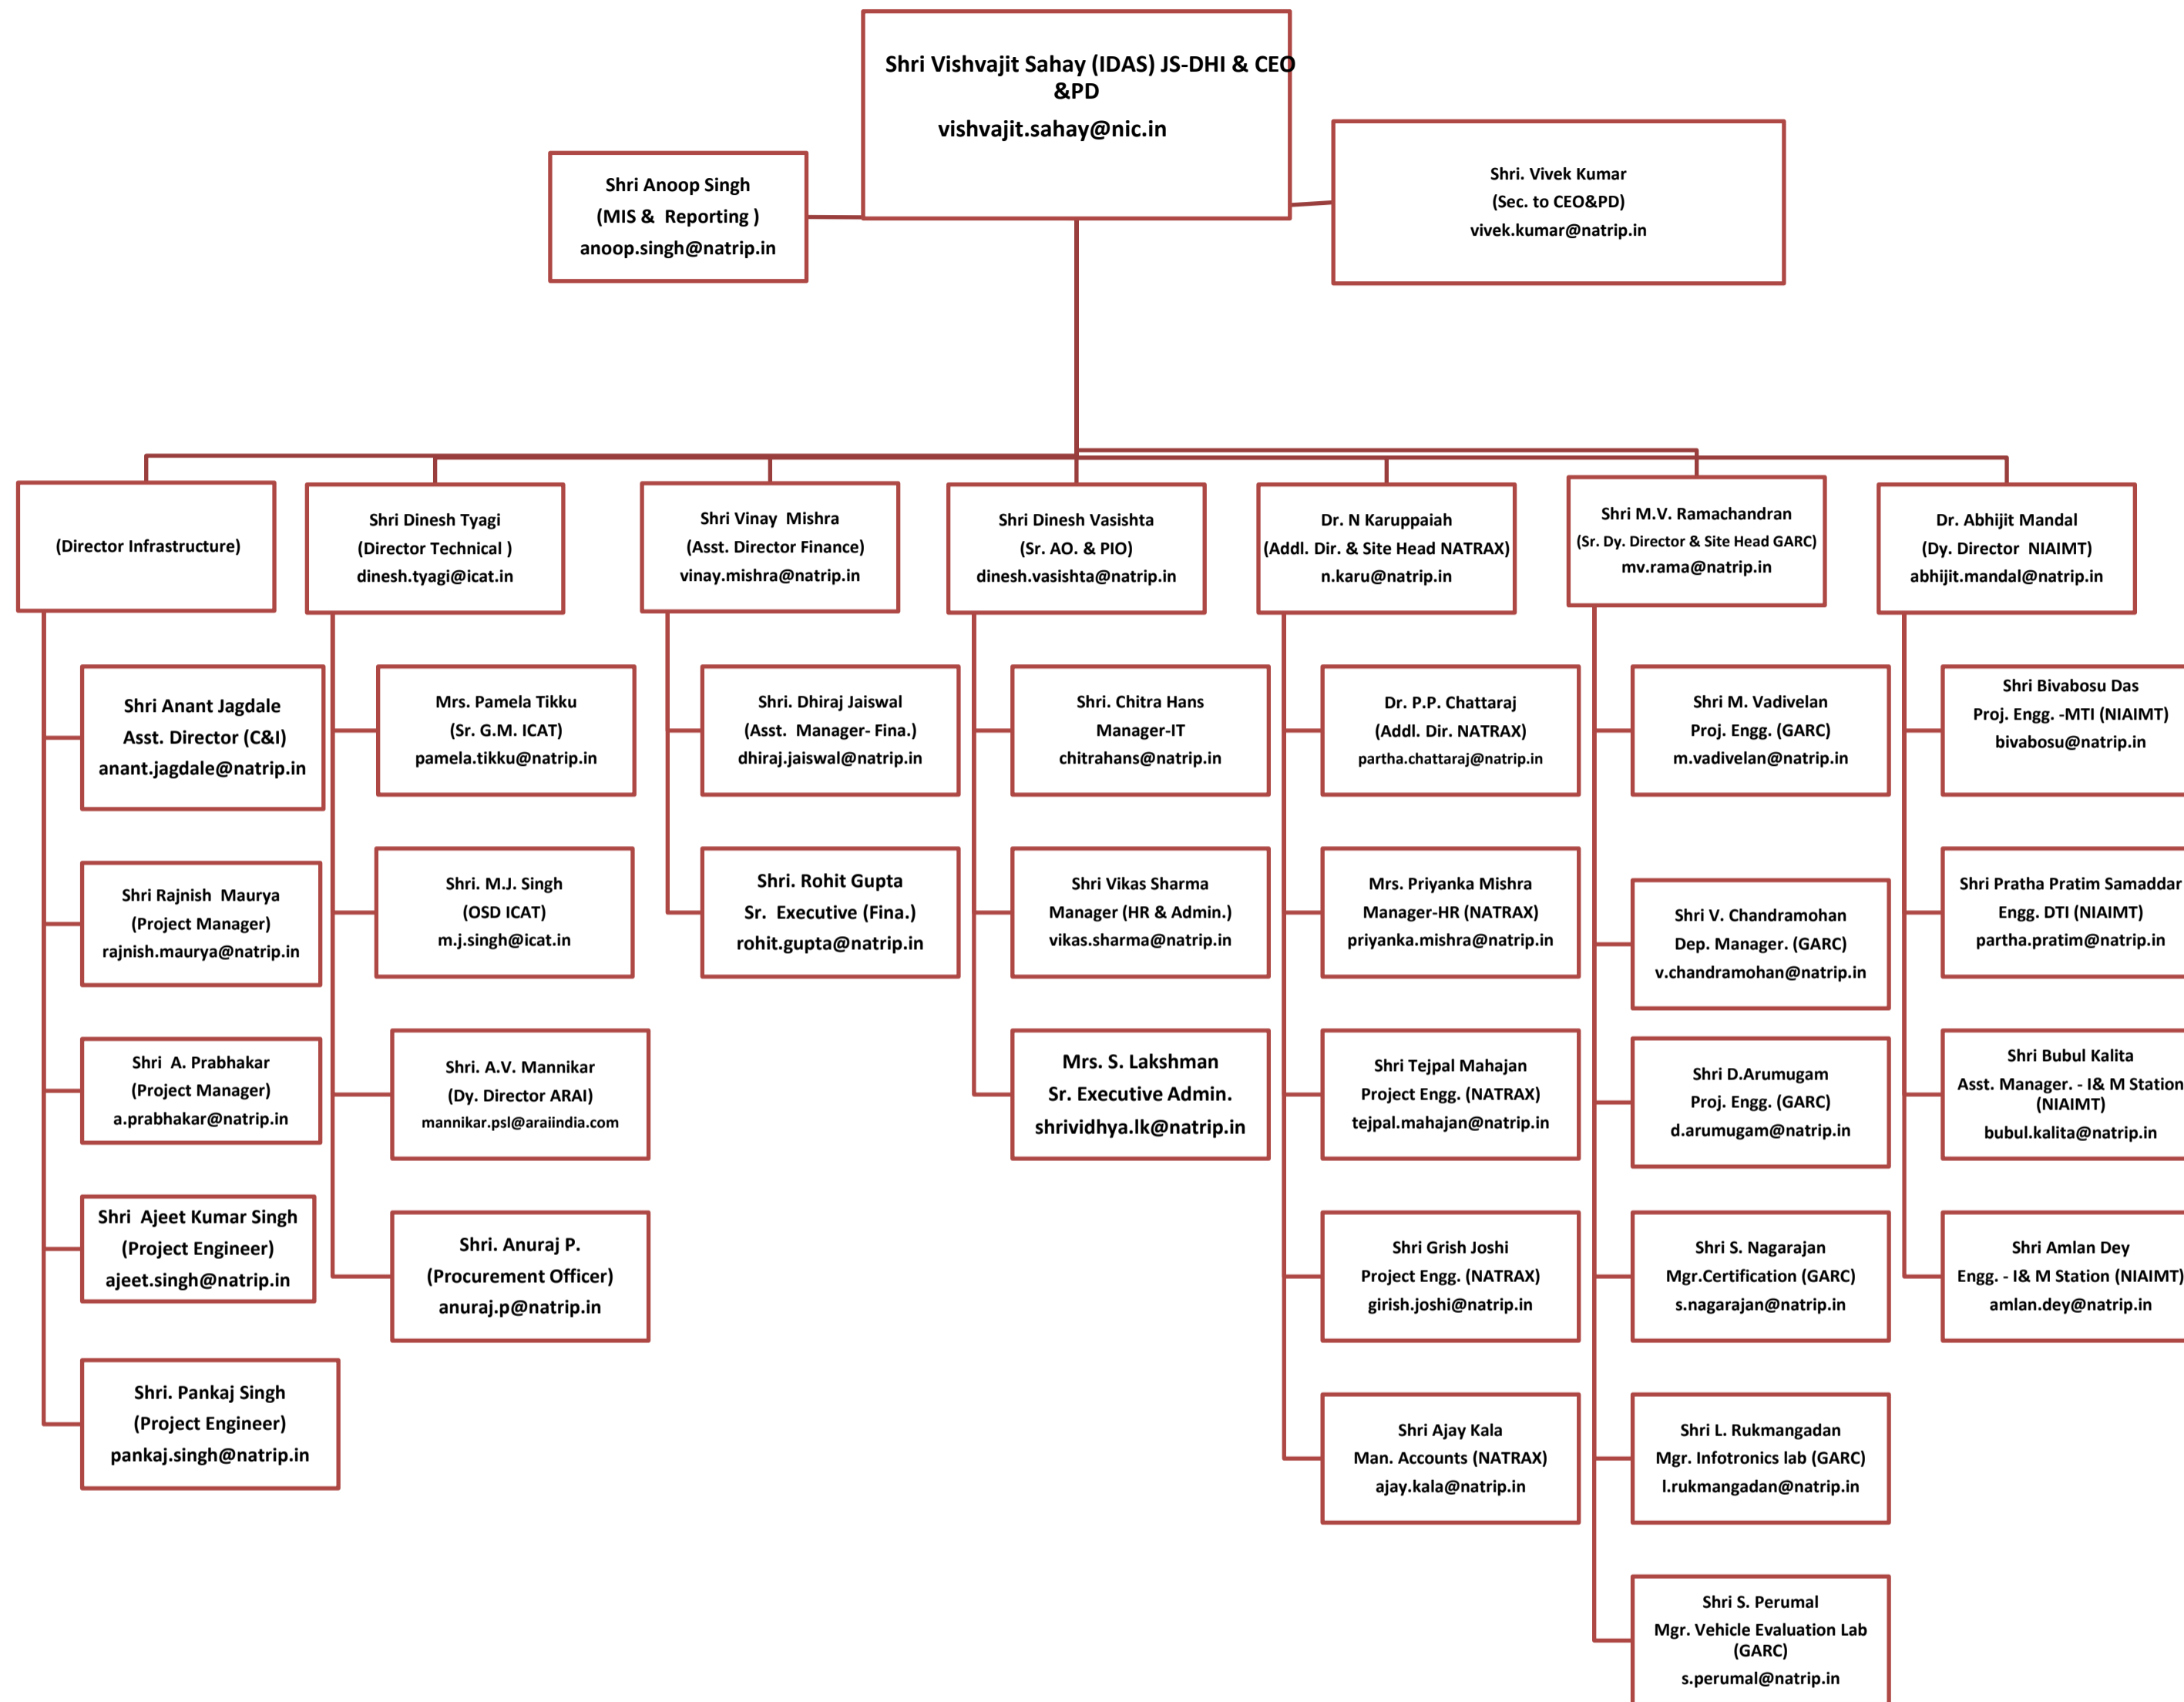 Shri Vishvajit Sahay (IDAS) JS-DHI & CEO
&PD
vishvajit.sahay@nic.in
Shri Anoop Singh
(MIS & Reporting )
anoop.singh@natrip.in
Shri. Vivek Kumar
(Sec. to CEO&PD)
vivek.kumar@natrip.in
(Director Infrastructure)
Shri Dinesh Tyagi
(Director Technical )
dinesh.tyagi@icat.in
Shri Vinay Mishra
(Asst. Director Finance)
vinay.mishra@natrip.in
Shri Dinesh Vasishta
(Sr. AO. & PIO)
dinesh.vasishta@natrip.in
Dr. N Karuppaiah
(Addl. Dir. & Site Head NATRAX)
n.karu@natrip.in
Shri M.V. Ramachandran
(Sr. Dy. Director & Site Head GARC)
mv.rama@natrip.in
Dr. Abhijit Mandal
(Dy. Director NIAIMT)
abhijit.mandal@natrip.in
Shri Anant Jagdale
Asst. Director (C&I)
anant.jagdale@natrip.in
Shri Rajnish Maurya
(Project Manager)
rajnish.maurya@natrip.in
Shri A. Prabhakar
(Project Manager)
a.prabhakar@natrip.in
Shri Ajeet Kumar Singh
(Project Engineer)
ajeet.singh@natrip.in
Shri. Pankaj Singh
(Project Engineer)
pankaj.singh@natrip.in
Mrs. Pamela Tikku
(Sr. G.M. ICAT)
pamela.tikku@natrip.in
Shri. M.J. Singh
(OSD ICAT)
m.j.singh@icat.in
Shri. A.V. Mannikar
(Dy. Director ARAI)
mannikar.psl@araiindia.com
Shri. Anuraj P.
(Procurement Officer)
anuraj.p@natrip.in
Shri. Dhiraj Jaiswal
(Asst. Manager- Fina.)
dhiraj.jaiswal@natrip.in
Shri. Rohit Gupta
Sr. Executive (Fina.)
rohit.gupta@natrip.in
Shri. Chitra Hans
Manager-IT
chitrahans@natrip.in
Shri Vikas Sharma
Manager (HR & Admin.)
vikas.sharma@natrip.in
Mrs. S. Lakshman
Sr. Executive Admin.
shrividhya.lk@natrip.in
Dr. P.P. Chattaraj
(Addl. Dir. NATRAX)
partha.chattaraj@natrip.in
Mrs. Priyanka Mishra
Manager-HR (NATRAX)
priyanka.mishra@natrip.in
Shri Tejpal Mahajan
Project Engg. (NATRAX)
tejpal.mahajan@natrip.in
Shri Grish Joshi
Project Engg. (NATRAX)
girish.joshi@natrip.in
Shri Ajay Kala
Man. Accounts (NATRAX)
ajay.kala@natrip.in
Shri M. Vadivelan
Proj. Engg. (GARC)
m.vadivelan@natrip.in
Shri V. Chandramohan
Dep. Manager. (GARC)
v.chandramohan@natrip.in
Shri D.Arumugam
Proj. Engg. (GARC)
d.arumugam@natrip.in
Shri S. Nagarajan
Mgr.Certification (GARC)
s.nagarajan@natrip.in
Shri L. Rukmangadan
Mgr. Infotronics lab (GARC)
l.rukmangadan@natrip.in
Shri S. Perumal
Mgr. Vehicle Evaluation Lab
(GARC)
s.perumal@natrip.in
Shri Bivabosu Das
Proj. Engg. -MTI (NIAIMT)
bivabosu@natrip.in
Shri Pratha Pratim Samaddar
Engg. DTI (NIAIMT)
partha.pratim@natrip.in
Shri Bubul Kalita
Asst. Manager. - I& M Station
(NIAIMT)
bubul.kalita@natrip.in
Shri Amlan Dey
Engg. - I& M Station (NIAIMT)
amlan.dey@natrip.in